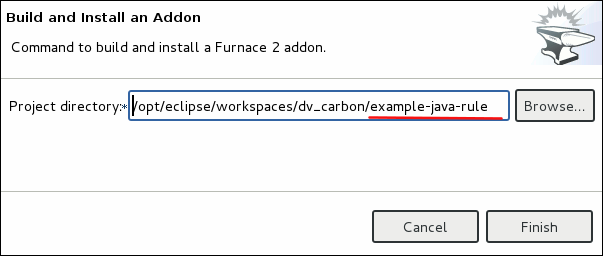 Build and Install an Addon
Command to build and install a Furnace 2 addon.
Project directory:* /opt/eclipse/workspaces/dv_carbon/example-java-rule Browse...
Cancel Finish